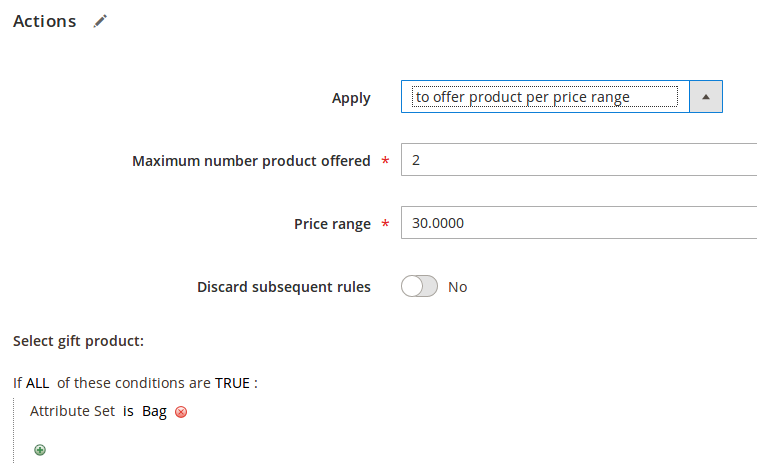 Actions
Apply to offer product per price range
Maximum number product offered * 2
Price range * 30.0000
Discard subsequent rules No
Select gift product:
If ALL of these conditions are TRUE :
Attribute Set is Bag